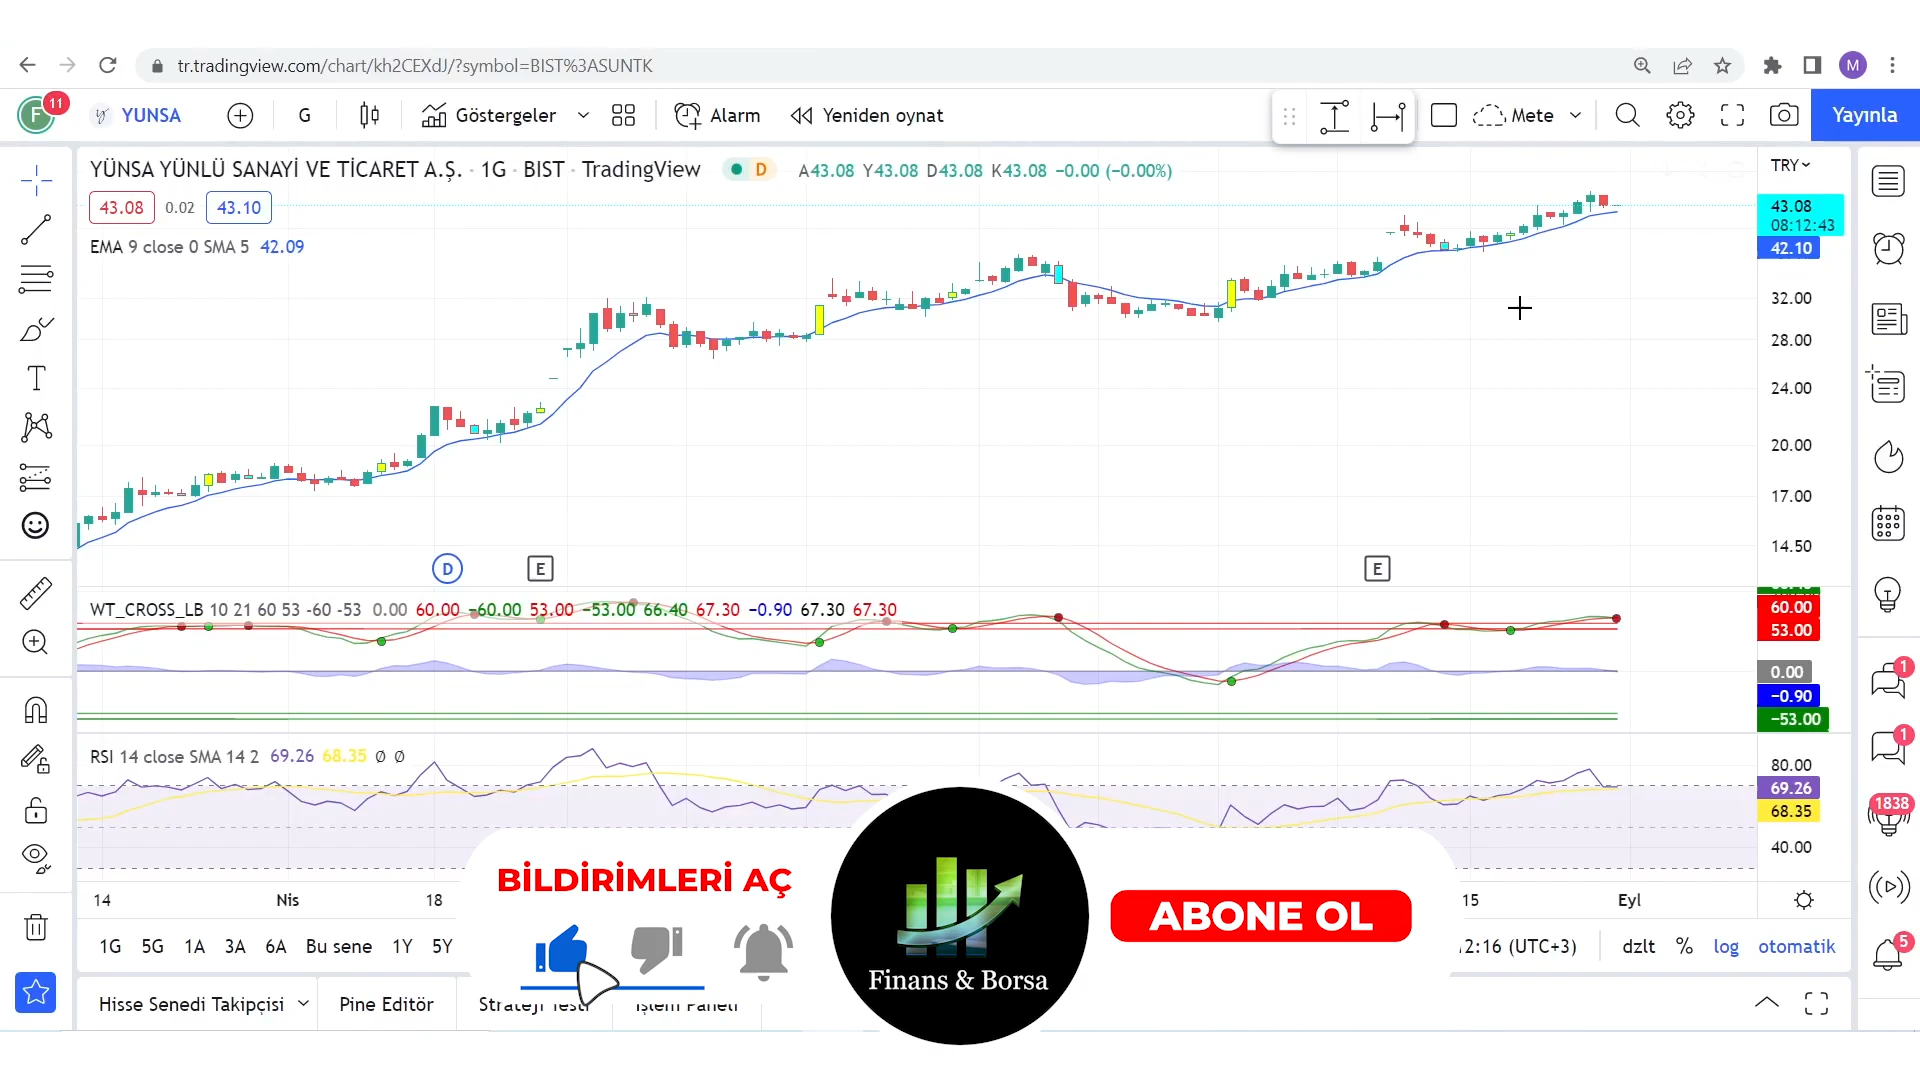 tr.tradingview.com/chart/kh2CEXdJ/?symbol=BIST%3ASUNTK
M
F 11 YUNSA G Göstergeler Alarm Yeniden oynat Mete Yayınla
YÜNSA YÜNLÜ SANAYİ VE TİCARET A.Ş. · 1G · BIST · TradingView D A43.08 Y43.08 D43.08 K43.08 −0.00 (−0.00%)
TRY
43.08 0.02 43.10
43.08
08:12:43
EMA 9 close 0 SMA 5 42.09
42.10
32.00
28.00
24.00
20.00
17.00
14.50
D E E
WT_CROSS_LB 10 21 60 53 -60 -53 0.00 60.00 −60.00 53.00 −53.00 66.40 67.30 −0.90 67.30 67.30
60.00
53.00
0.00
−0.90
−53.00
RSI 14 close SMA 14 2 69.26 68.35 Ø Ø
80.00
69.26
68.35
40.00
1
1
1838
5
14 Nis 18 15 Eyl
BİLDİRİMLERİ AÇ
ABONE OL
Finans & Borsa
1G 5G 1A 3A 6A Bu sene 1Y 5Y
2:16 (UTC+3) dzlt % log otomatik
Hisse Senedi Takipçisi Pine Editör Strateji Testi İşlem Paneli